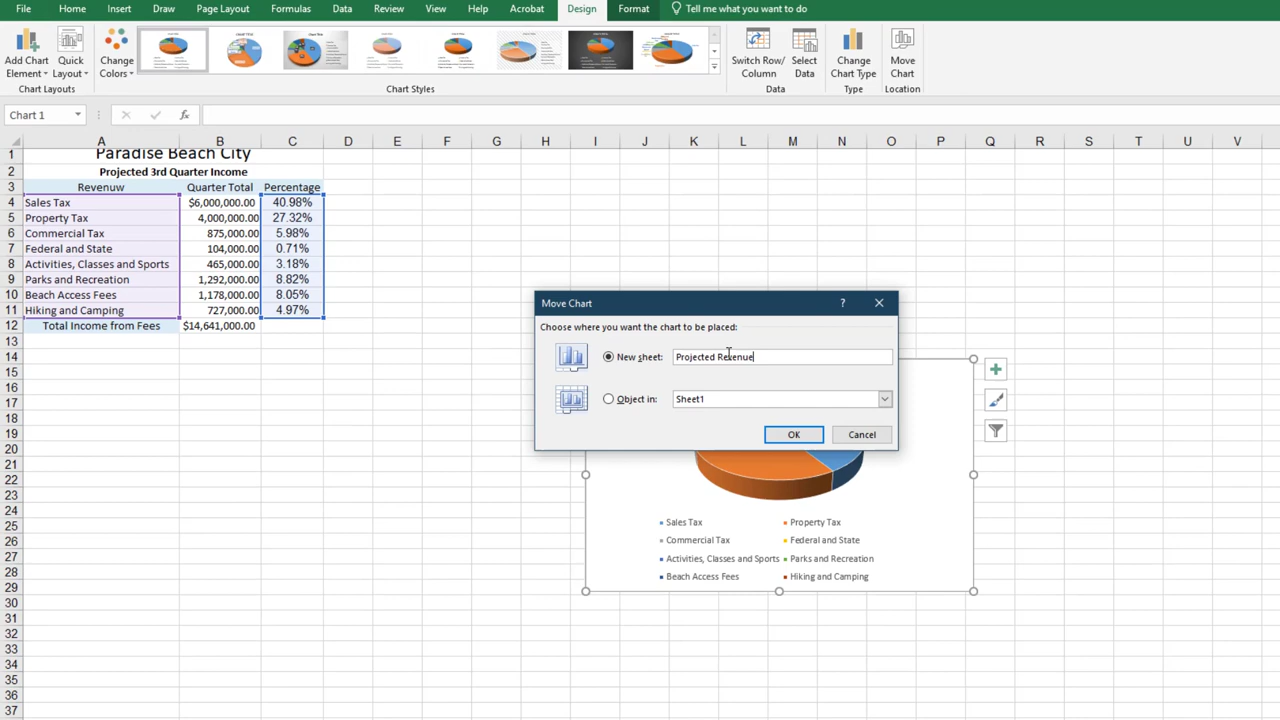 File Home Insert Draw Page Layout Formulas Data Review View Help Acrobat Design Format Tell me what you want to do
Add Chart Element Quick Layout Change Colors Switch Row/ Column Select Data Change Chart Type Move Chart
Chart Layouts Chart Styles Data Type Location
Chart 1 fx
A B C D E F G H I J K L M N O P Q R S T U V
1 Paradise Beach City
2 Projected 3rd Quarter Income
3 Revenuw Quarter Total Percentage
4 Sales Tax $6,000,000.00 40.98%
5 Property Tax 4,000,000.00 27.32%
6 Commercial Tax 875,000.00 5.98%
7 Federal and State 104,000.00 0.71%
8 Activities, Classes and Sports 465,000.00 3.18%
9 Parks and Recreation 1,292,000.00 8.82%
10 Beach Access Fees 1,178,000.00 8.05%
11 Hiking and Camping 727,000.00 4.97%
12 Total Income from Fees $14,641,000.00
13
14
15
16
17
18
19
20
21
22
23
24
25
26
27
28
29
30
31
32
33
34
35
36
37
Move Chart ?
Choose where you want the chart to be placed:
New sheet: Projected Revenue
Object in: Sheet1
OK Cancel
Sales Tax Property Tax
Commercial Tax Federal and State
Activities, Classes and Sports Parks and Recreation
Beach Access Fees Hiking and Camping